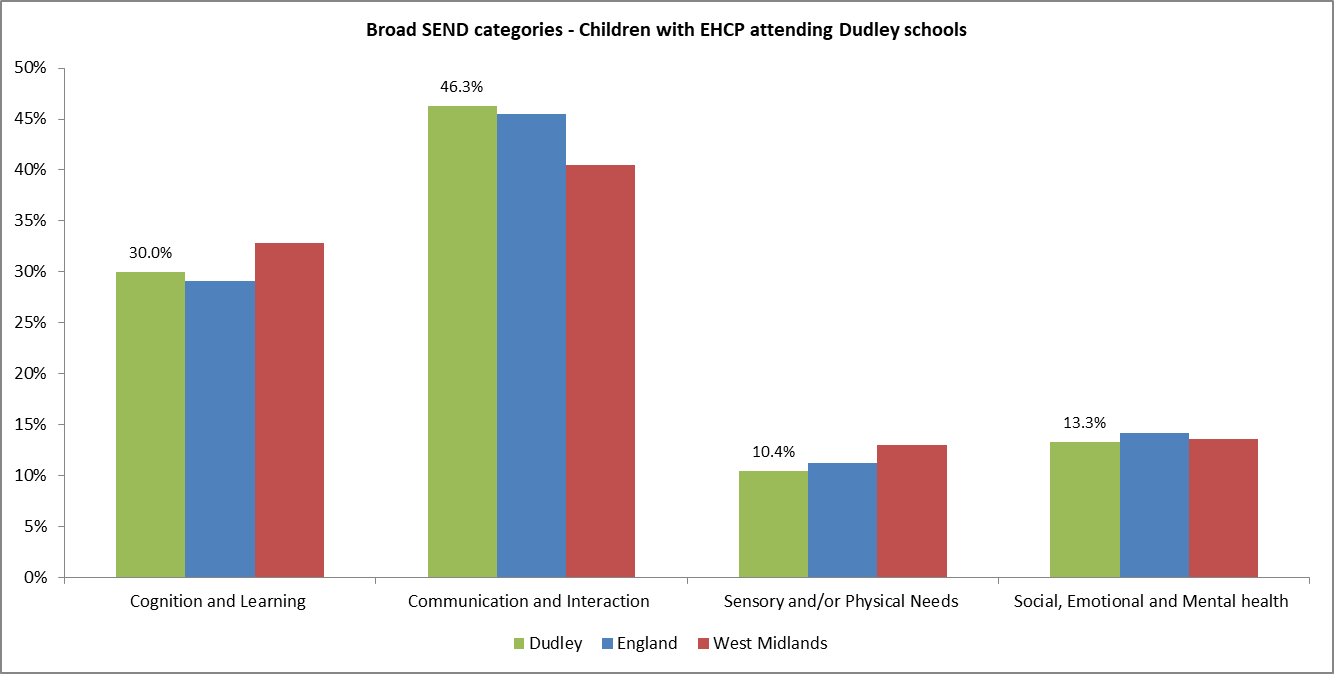 Broad SEND categories - Children with EHCP attending Dudley schools
50%
45%
40%
35%
30%
25%
20%
15%
10%
5%
0%
30.0%
46.3%
10.4%
13.3%
Cognition and Learning
Communication and Interaction
Sensory and/or Physical Needs
Social, Emotional and Mental health
Dudley
England
West Midlands